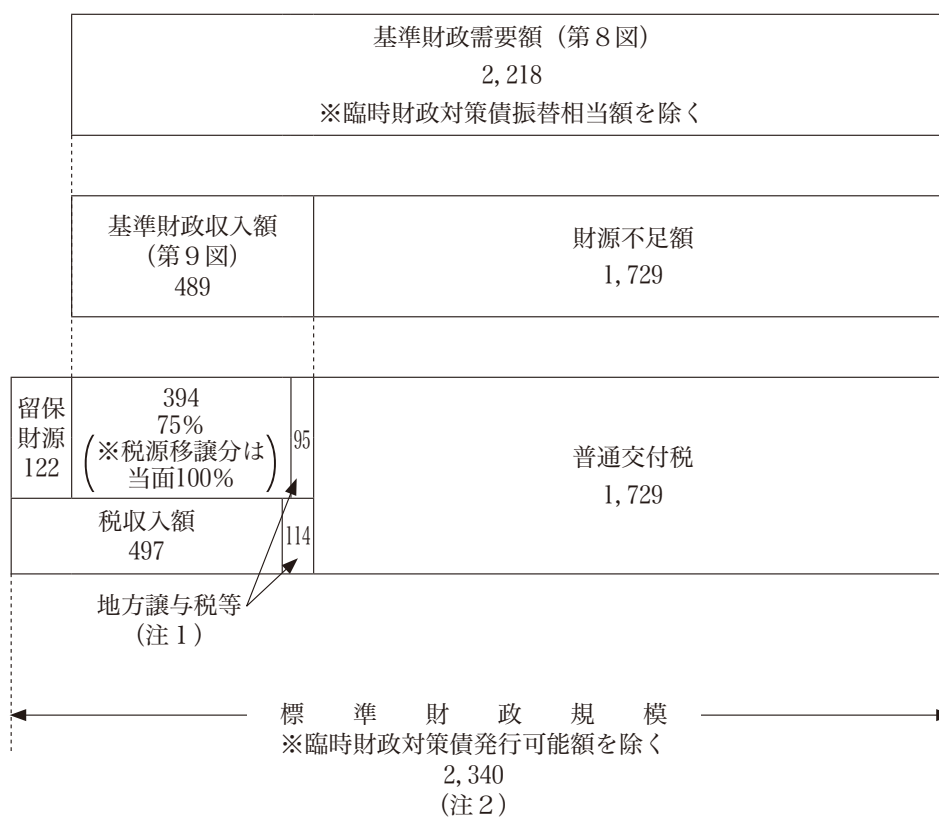 基準財政需要額（第８図）
2,218
※臨時財政対策債振替相当額を除く
基準財政収入額
（第９図）
489
財源不足額
1,729
留保
財源
122
394
75%
(※税源移譲分は
当面100%)
95
普通交付税
1,729
税収入額
497
114
地方譲与税等
（注１）
標準財政規模
※臨時財政対策債発行可能額を除く
2,340
（注２）